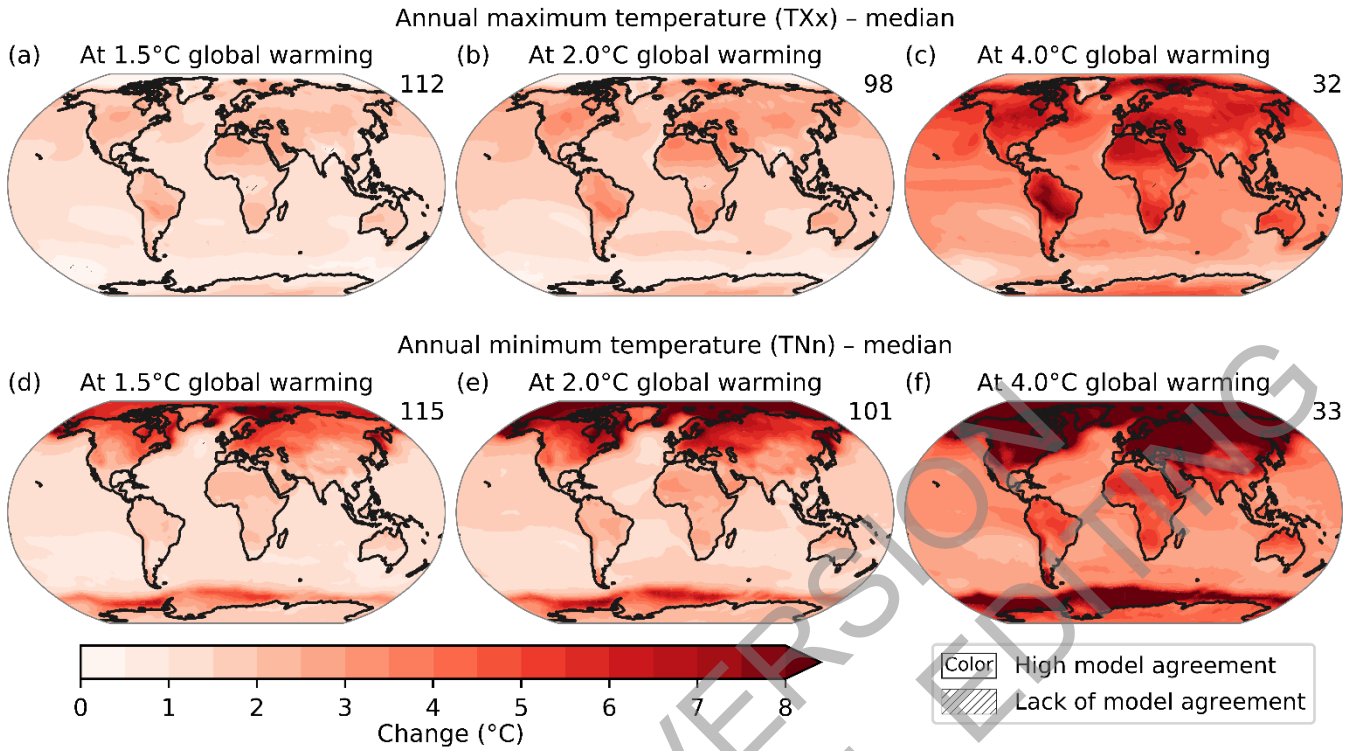 Annual maximum temperature (TXx) – median
(a) At 1.5°C global warming
112
(b) At 2.0°C global warming
98
(c) At 4.0°C global warming
32
Annual minimum temperature (TNn) – median
(d) At 1.5°C global warming
115
(e) At 2.0°C global warming
101
(f) At 4.0°C global warming
33
0 1 2 3 4 5 6 7 8
Change (°C)
Color High model agreement
Lack of model agreement
VERSION
EDITING